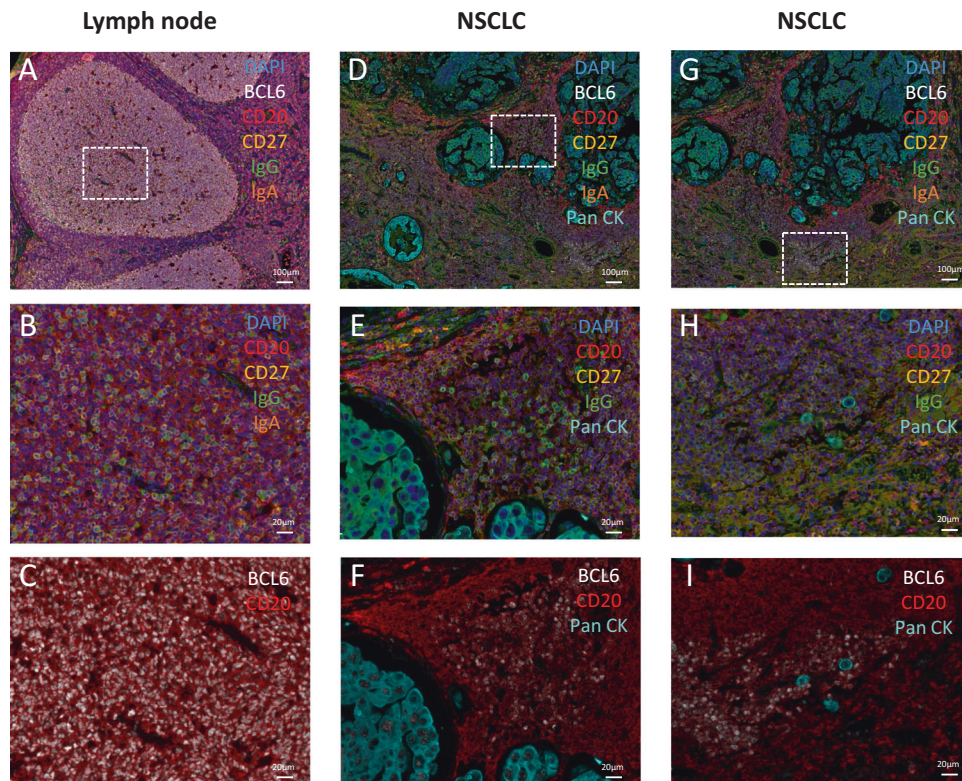 Lymph node
NSCLC
NSCLC
A
DAPI
BCL6
CD20
CD27
IgG
IgA
100µm
D
DAPI
BCL6
CD20
CD27
IgG
IgA
Pan CK
100µm
G
DAPI
BCL6
CD20
CD27
IgG
IgA
Pan CK
100µm
B
DAPI
CD20
CD27
IgG
IgA
20µm
E
DAPI
CD20
CD27
IgG
Pan CK
20µm
H
DAPI
CD20
CD27
IgG
Pan CK
20µm
C
BCL6
CD20
20µm
F
BCL6
CD20
Pan CK
20µm
I
BCL6
CD20
Pan CK
20µm